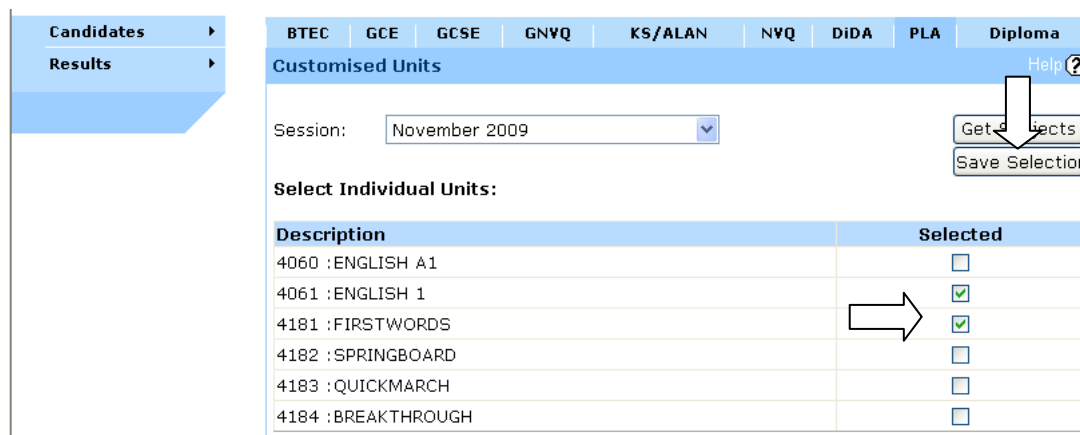 Candidates
Results
BTEC GCE GCSE GNVQ KS/ALAN NVQ DiDA PLA Diploma
Customised Units Help ?
Session: November 2009
Get
Save
Select Individual Units:
Description Selected
4060 :ENGLISH A1
4061 :ENGLISH 1
4181 :FIRSTWORDS
4182 :SPRINGBOARD
4183 :QUICKMARCH
4184 :BREAKTHROUGH